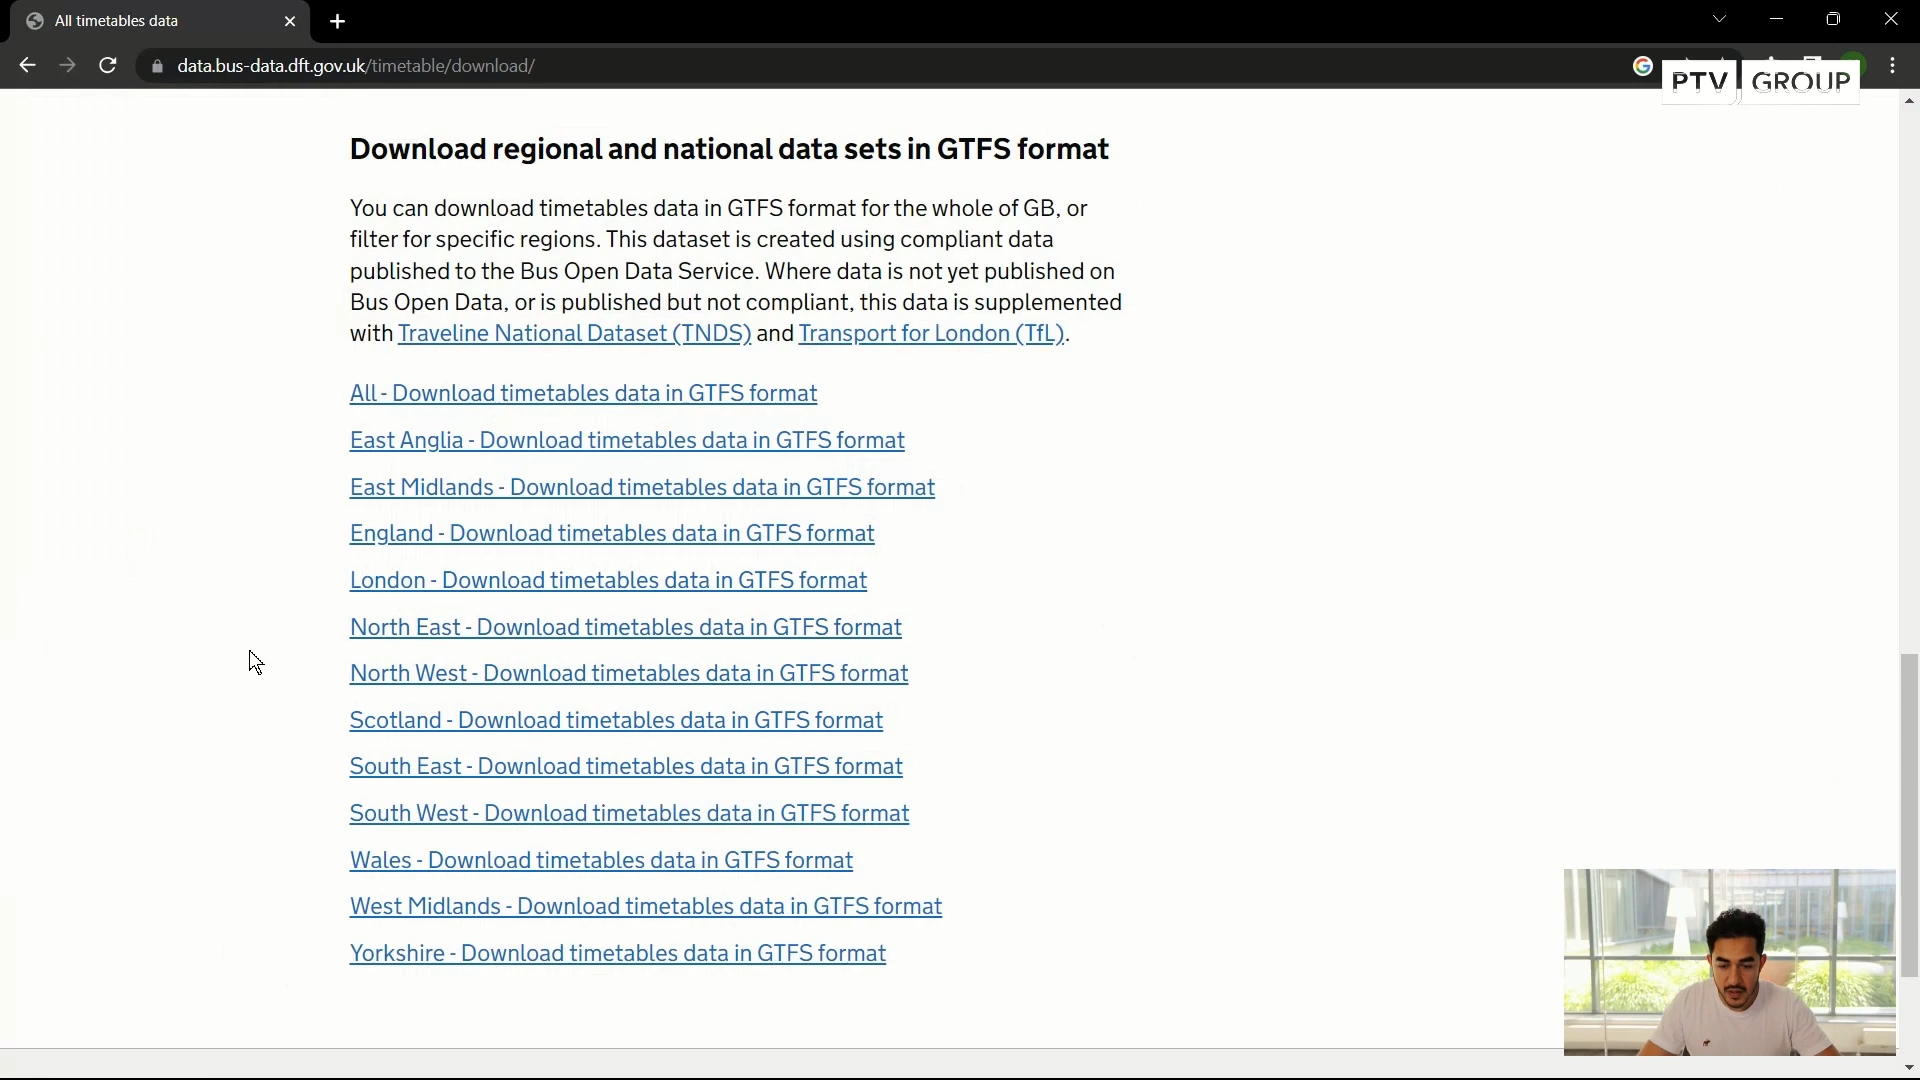 All timetables data
data.bus-data.dft.gov.uk/timetable/download/
PTV GROUP
Download regional and national data sets in GTFS format
You can download timetables data in GTFS format for the whole of GB, or
filter for specific regions. This dataset is created using compliant data
published to the Bus Open Data Service. Where data is not yet published on
Bus Open Data, or is published but not compliant, this data is supplemented
with Traveline National Dataset (TNDS) and Transport for London (TfL).
All - Download timetables data in GTFS format
East Anglia - Download timetables data in GTFS format
East Midlands - Download timetables data in GTFS format
England - Download timetables data in GTFS format
London - Download timetables data in GTFS format
North East - Download timetables data in GTFS format
North West - Download timetables data in GTFS format
Scotland - Download timetables data in GTFS format
South East - Download timetables data in GTFS format
South West - Download timetables data in GTFS format
Wales - Download timetables data in GTFS format
West Midlands - Download timetables data in GTFS format
Yorkshire - Download timetables data in GTFS format